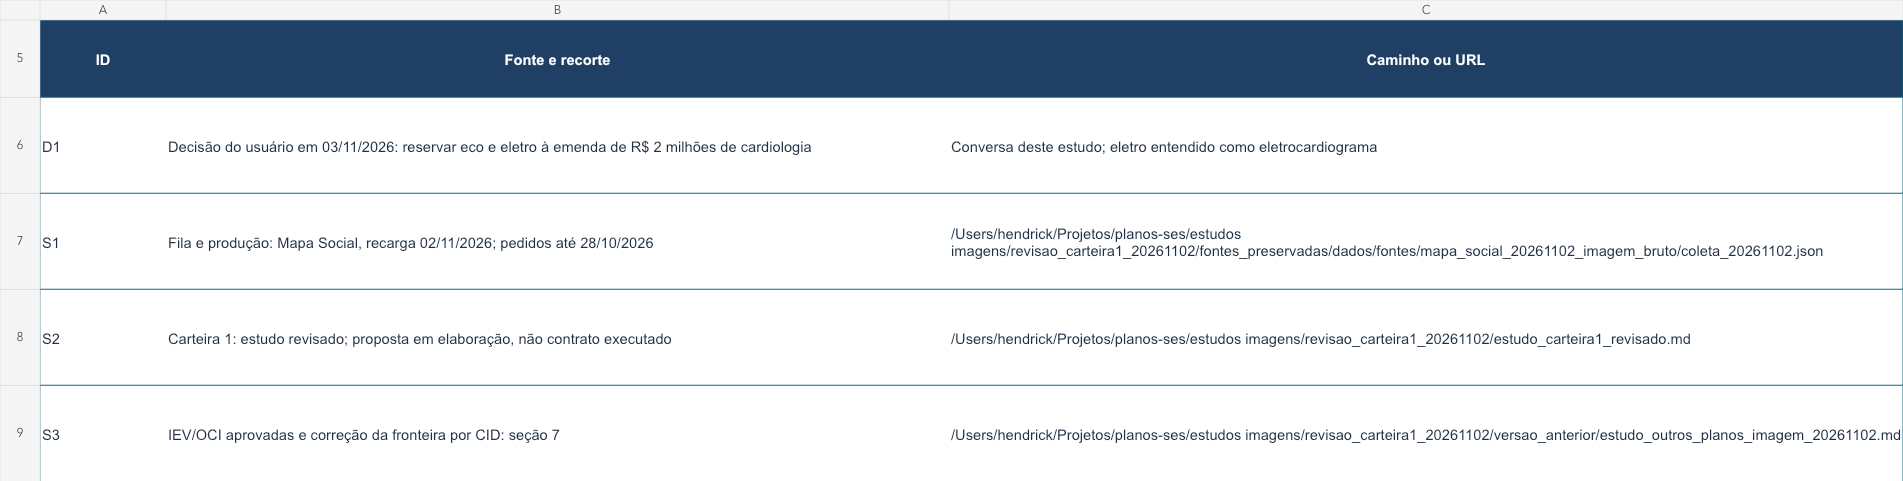 A B C
5 ID Fonte e recorte Caminho ou URL
6 D1 Decisão do usuário em 03/11/2026: reservar eco e eletro à emenda de R$ 2 milhões de cardiologia Conversa deste estudo; eletro entendido como eletrocardiograma
7 S1 Fila e produção: Mapa Social, recarga 02/11/2026; pedidos até 28/10/2026 /Users/hendrick/Projetos/planos-ses/estudos
imagens/revisao_carteira1_20261102/fontes_preservadas/dados/fontes/mapa_social_20261102_imagem_bruto/coleta_20261102.json
8 S2 Carteira 1: estudo revisado; proposta em elaboração, não contrato executado /Users/hendrick/Projetos/planos-ses/estudos imagens/revisao_carteira1_20261102/estudo_carteira1_revisado.md
9 S3 IEV/OCI aprovadas e correção da fronteira por CID: seção 7 /Users/hendrick/Projetos/planos-ses/estudos imagens/revisao_carteira1_20261102/versao_anterior/estudo_outros_planos_imagem_20261102.md